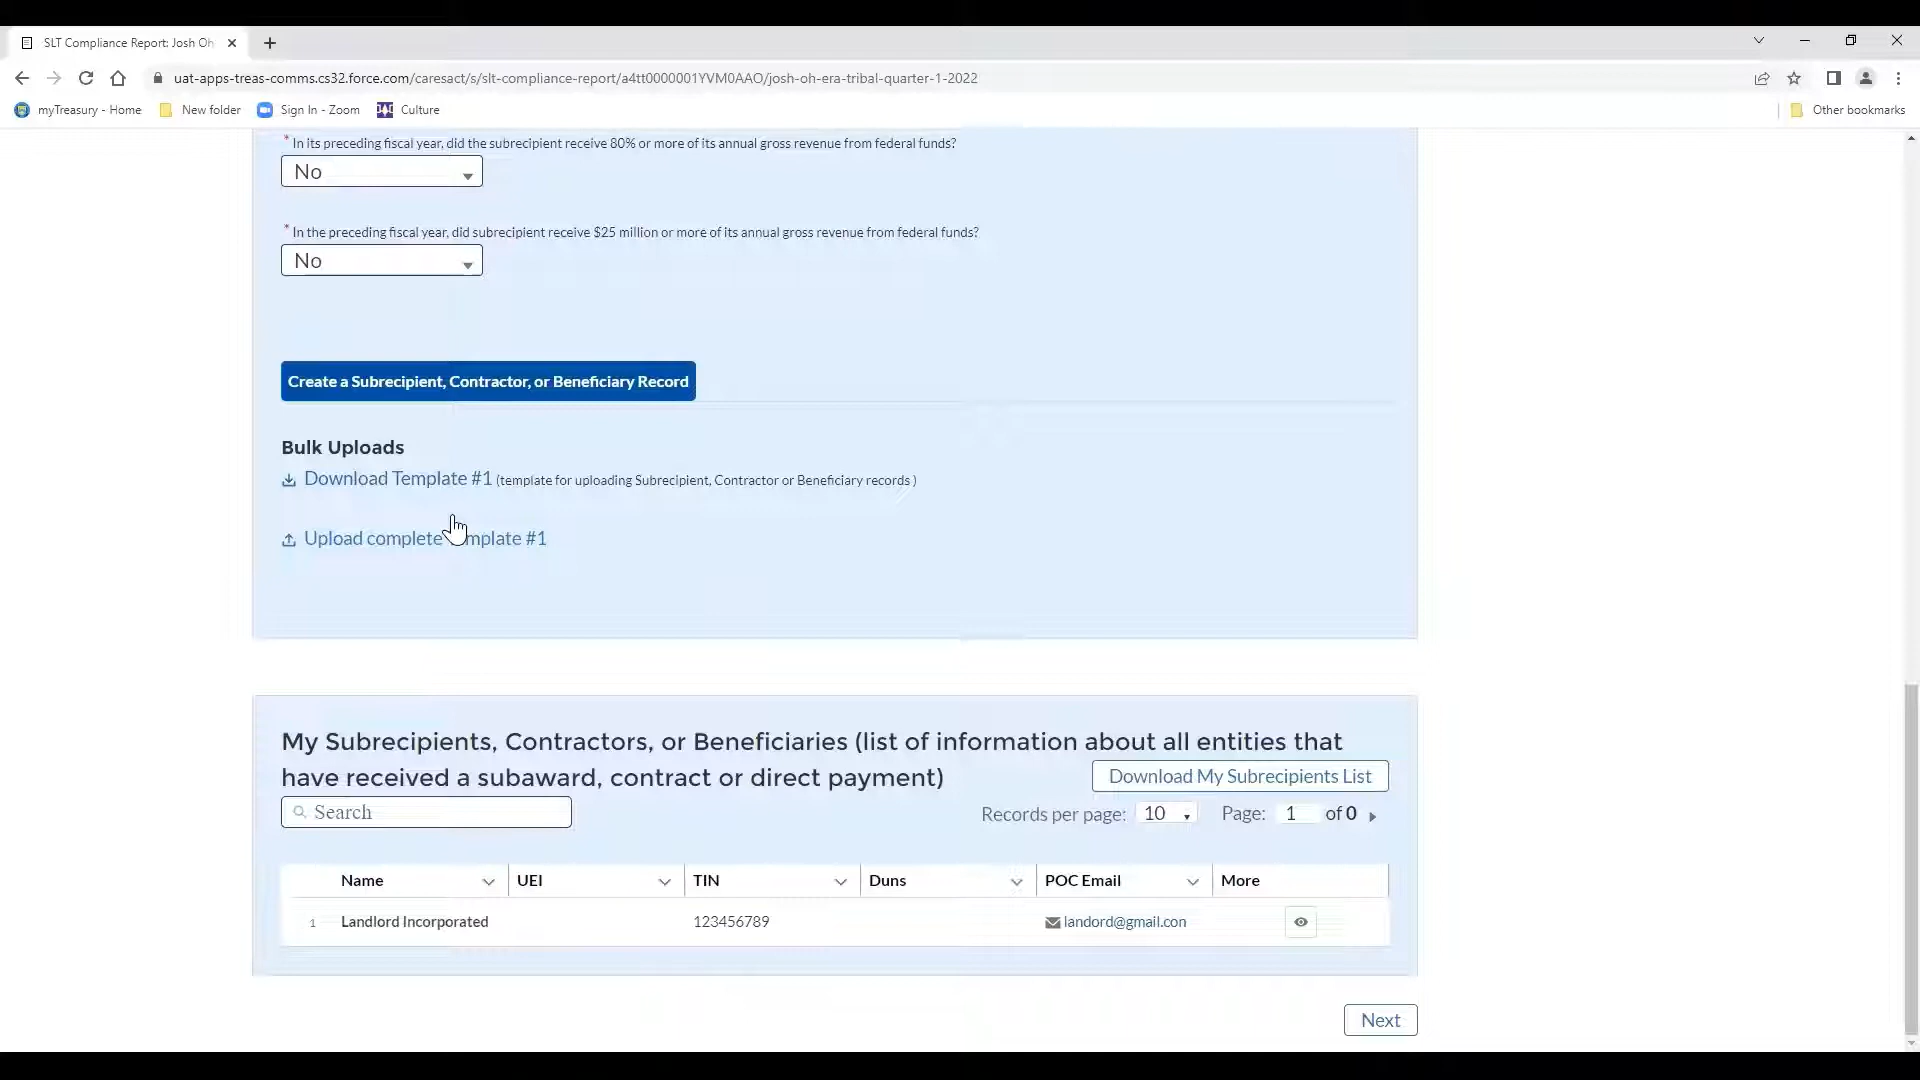 SLT Compliance Report: Josh Oh
uat-apps-treas-comms.cs32.force.com/caresact/s/slt-compliance-report/a4tt0000001YVM0AAO/josh-oh-era-tribal-quarter-1-2022
myTreasury - Home New folder Sign In - Zoom Culture Other bookmarks
* In its preceding fiscal year, did the subrecipient receive 80% or more of its annual gross revenue from federal funds?
No
* In the preceding fiscal year, did subrecipient receive $25 million or more of its annual gross revenue from federal funds?
No
Create a Subrecipient, Contractor, or Beneficiary Record
Bulk Uploads
Download Template #1 (template for uploading Subrecipient, Contractor or Beneficiary records )
Upload complete mplate #1
My Subrecipients, Contractors, or Beneficiaries (list of information about all entities that
have received a subaward, contract or direct payment)
Download My Subrecipients List
Search
Records per page: 10 Page: 1 of 0
Name UEI TIN Duns POC Email More
1 Landlord Incorporated 123456789 landord@gmail.con
Next